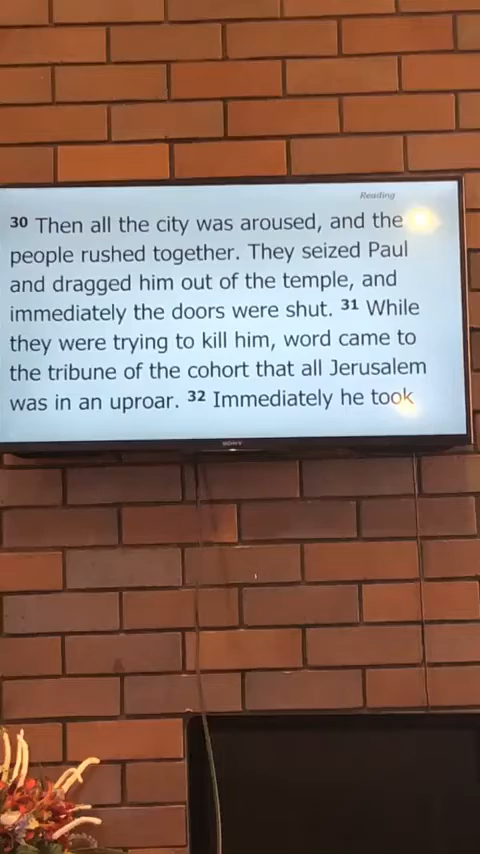 Reading
30 Then all the city was aroused, and the
people rushed together. They seized Paul
and dragged him out of the temple, and
immediately the doors were shut. 31 While
they were trying to kill him, word came to
the tribune of the cohort that all Jerusalem
was in an uproar. 32 Immediately he took
SONY